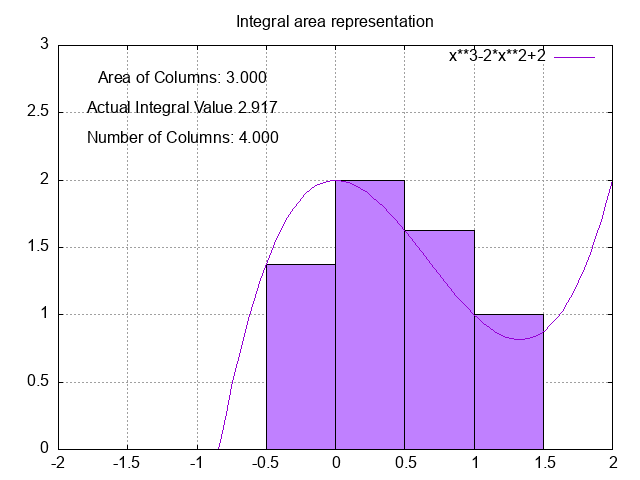 Integral area representation
3
x**3-2*x**2+2
Area of Columns: 3.000
2.5
Actual Integral Value 2.917
Number of Columns: 4.000
2
1.5
1
0.5
0
-2 -1.5 -1 -0.5 0 0.5 1 1.5 2